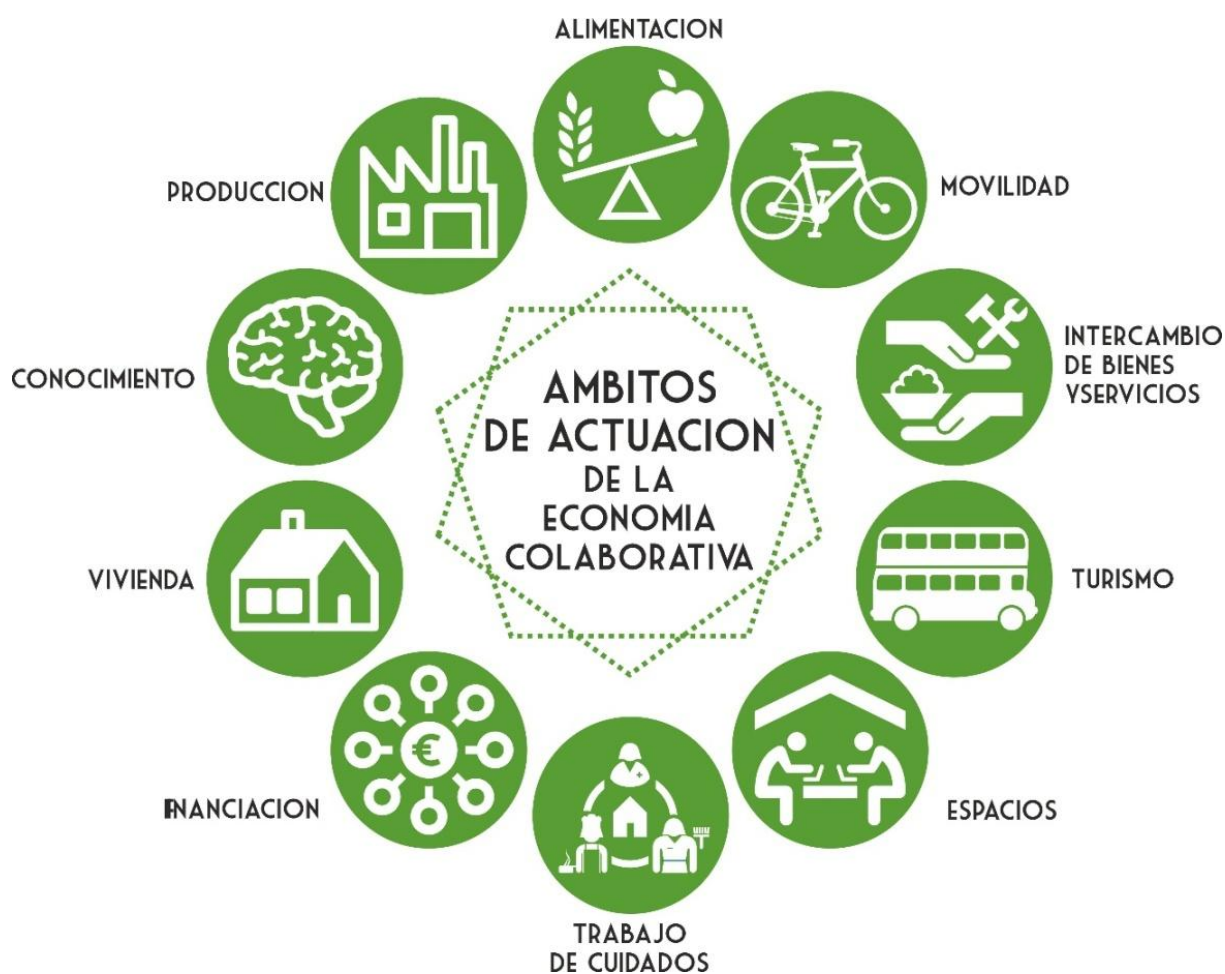 ALIMENTACION
PRODUCCION
MOVILIDAD
CONOCIMIENTO
INTERCAMBIO
DE BIENES
YSERVICIOS
AMBITOS
DE ACTUACION
DE LA
ECONOMIA
COLABORATIVA
VIVIENDA
TURISMO
€
FINANCIACION
ESPACIOS
TRABAJO
DE CUIDADOS